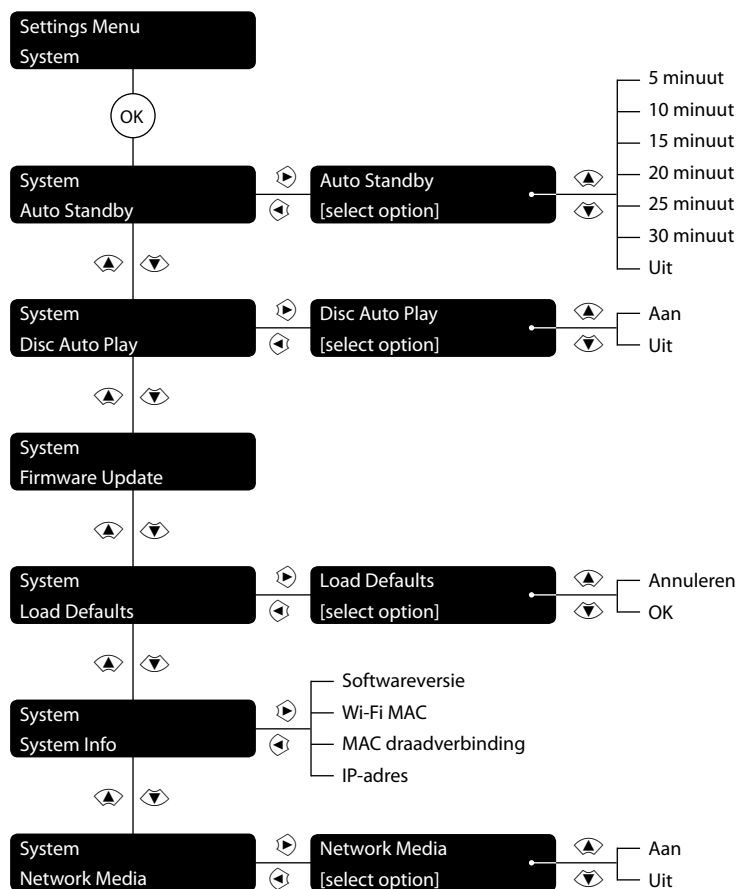 Settings Menu
System
OK
System
Auto Standby
Auto Standby
[select option]
5 minuut
10 minuut
15 minuut
20 minuut
25 minuut
30 minuut
Uit
System
Disc Auto Play
Disc Auto Play
[select option]
Aan
Uit
System
Firmware Update
System
Load Defaults
Load Defaults
[select option]
Annuleren
OK
System
System Info
Softwareversie
Wi-Fi MAC
MAC draadverbinding
IP-adres
System
Network Media
Network Media
[select option]
Aan
Uit